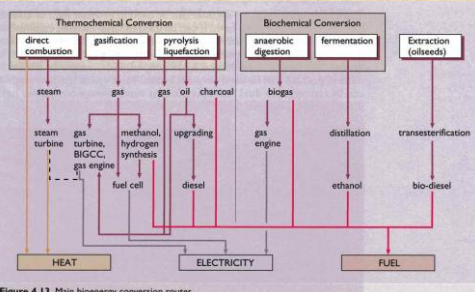 Thermochemical Conversion
Biochemical Conversion
direct
combustion
gasification
pyrolysis
liquefaction
anaerobic
digestion
fermentation
Extraction
(oilseeds)
steam
gas
gas
oil
charcoal
biogas
steam
turbine
gas
turbine,
BIGCC,
gas engine
methanol,
hydrogen
synthesis
upgrading
gas
engine
distillation
transesterification
fuel cell
diesel
ethanol
bio-diesel
HEAT
ELECTRICITY
FUEL
Figure 4.13 Main bioenergy conversion routes